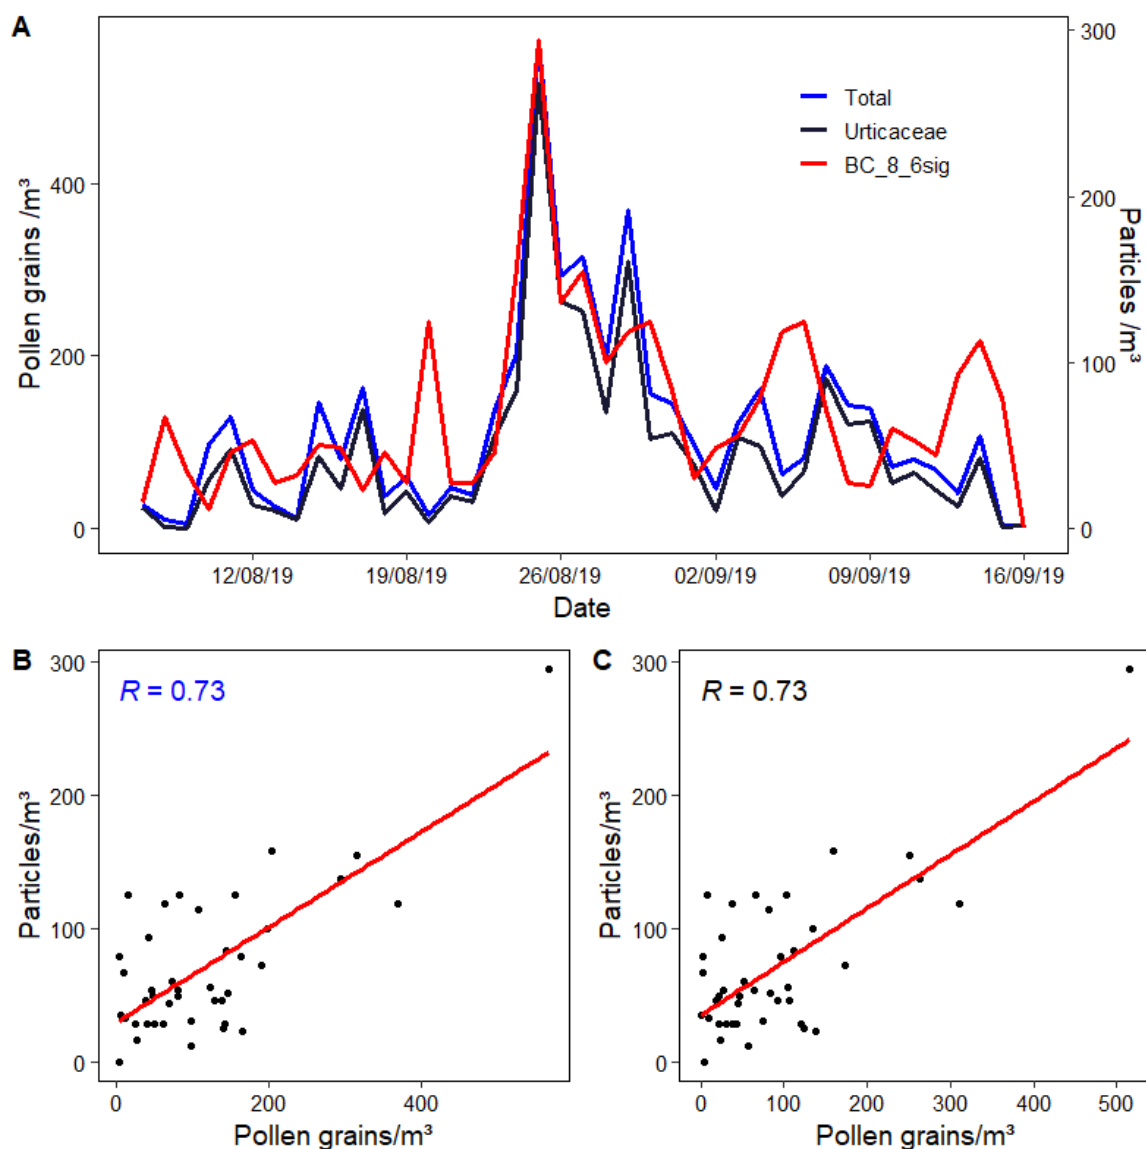 A
Total
Urticaceae
BC_8_6sig
Pollen grains /m³
400
200
0
Particles /m³
300
200
100
0
12/08/19 19/08/19 26/08/19 02/09/19 09/09/19 16/09/19
Date
B
R = 0.73
Particles/m³
300
200
100
0
0 200 400
Pollen grains/m³
C
R = 0.73
Particles/m³
300
200
100
0
0 100 200 300 400 500
Pollen grains/m³